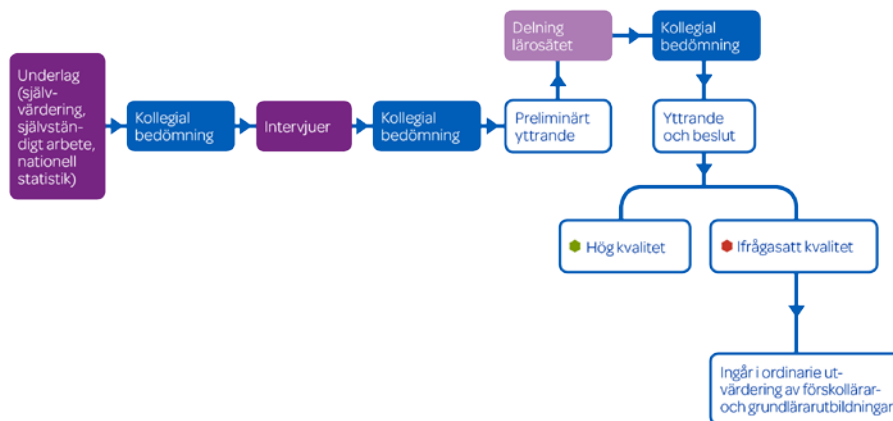 Underlag
(själv-
värdering,
självstän-
digt arbete,
nationell
statistik)
Kollegial
bedömning
Intervjuer
Kollegial
bedömning
Preliminärt
yttrande
Delning
lärosätet
Kollegial
bedömning
Yttrande
och beslut
Hög kvalitet
Ifrågasatt kvalitet
Ingår i ordinarie ut-
värdering av förskollärar-
och grundlärarutbildningar